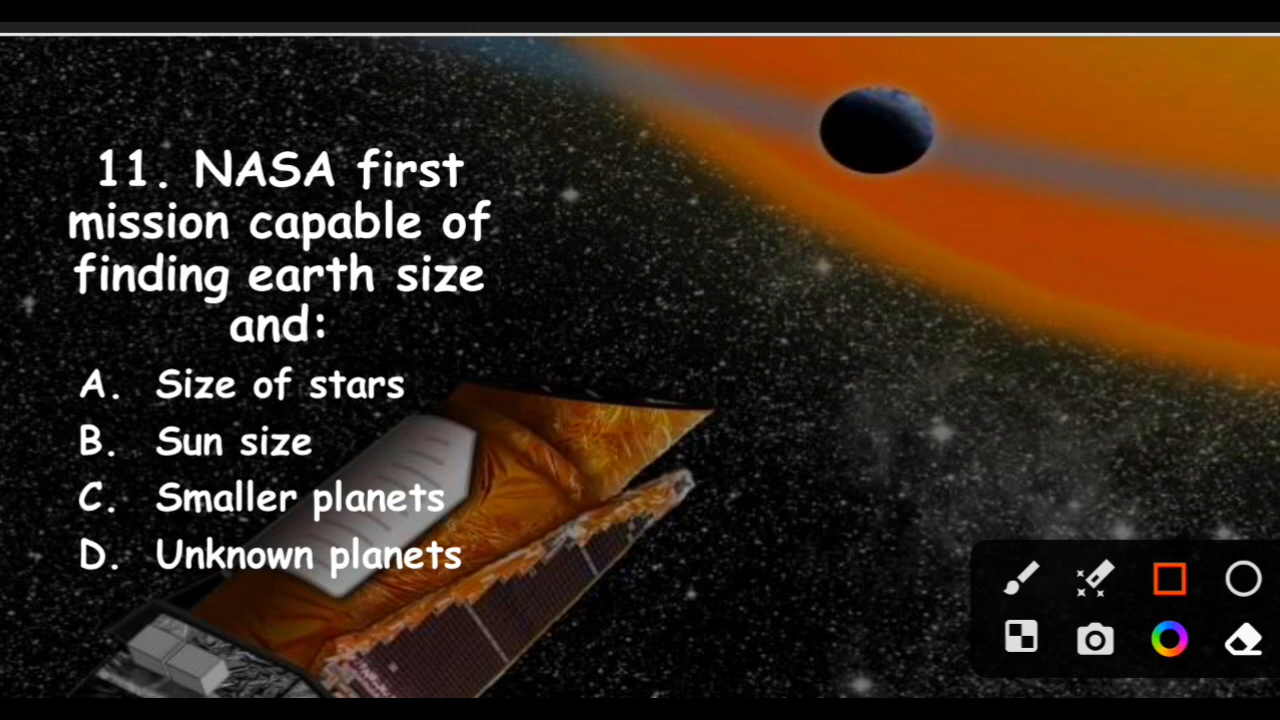 11. NASA first
mission capable of
finding earth size
and:
A. Size of stars
B. Sun size
C. Smaller planets
D. Unknown planets